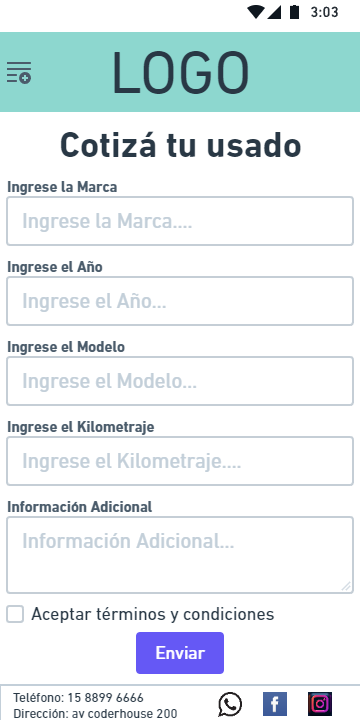 3:03
LOGO
Cotizá tu usado
Ingrese la Marca
Ingrese la Marca....
Ingrese el Año
Ingrese el Año...
Ingrese el Modelo
Ingrese el Modelo...
Ingrese el Kilometraje
Ingrese el Kilometraje....
Información Adicional
Información Adicional...
Aceptar términos y condiciones
Enviar
Teléfono: 15 8899 6666
Dirección: av coderhouse 200